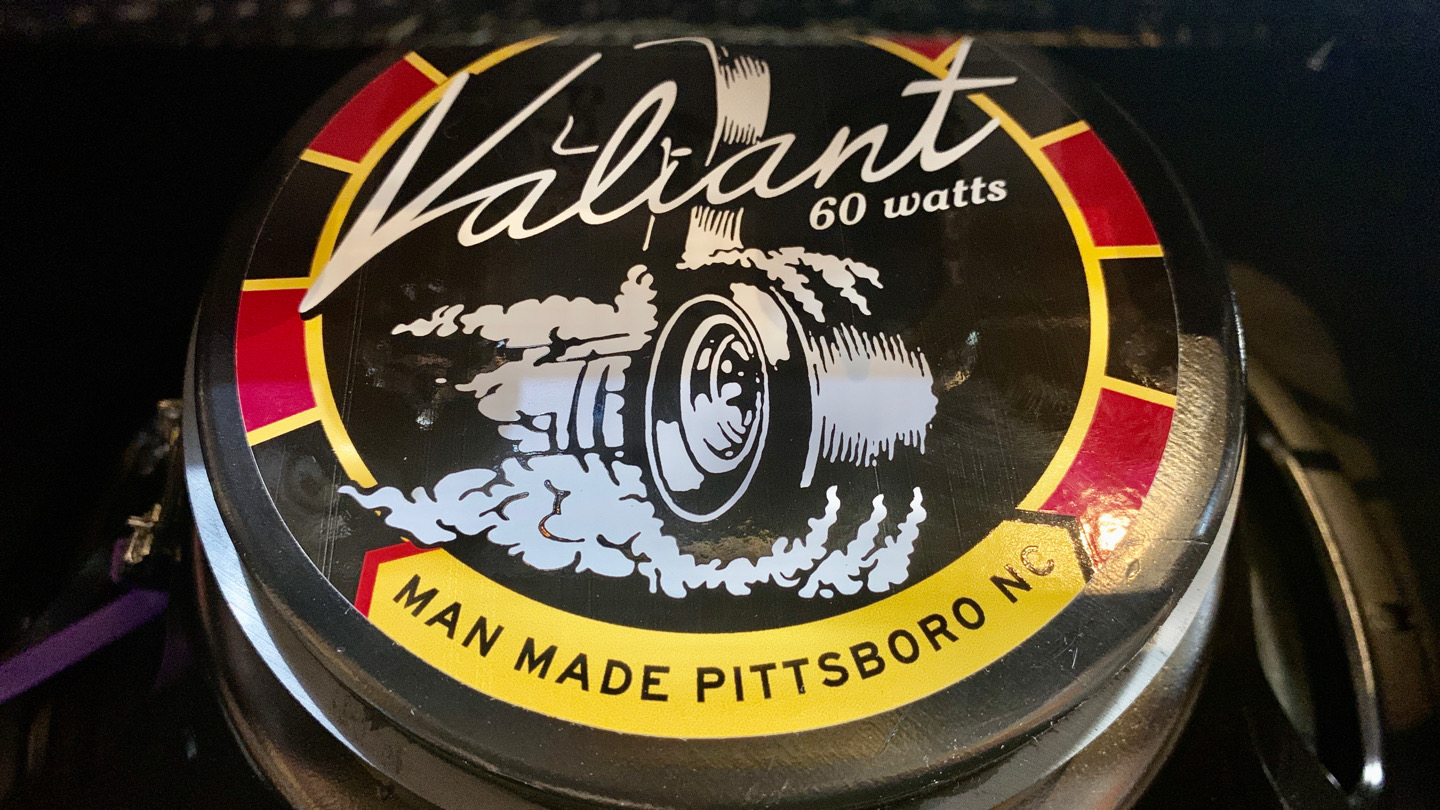 Valiant
60 watts
MAN MADE PITTSBORO NC